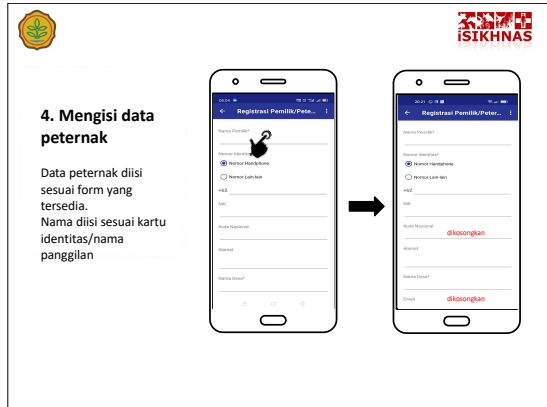 iSIKHNAS
4. Mengisi data
peternak
Data peternak diisi
sesuai form yang
tersedia.
Nama diisi sesuai kartu
identitas/nama
panggilan
Registrasi Pemilik/Pete...
Nama Pemilik*
Nomor Identitas*
Nomor Handphone
Nomor Lain-lain
+62
NIK
Kode Nasional
Alamat
Nama Desa*
20.21
Registrasi Pemilik/Peter...
Nama Pemilik*
Nomor Identitas*
Nomor Handphone
Nomor Lain-lain
+62
NIK
Kode Nasional
dikosongkan
Alamat
Nama Desa*
Email
dikosongkan